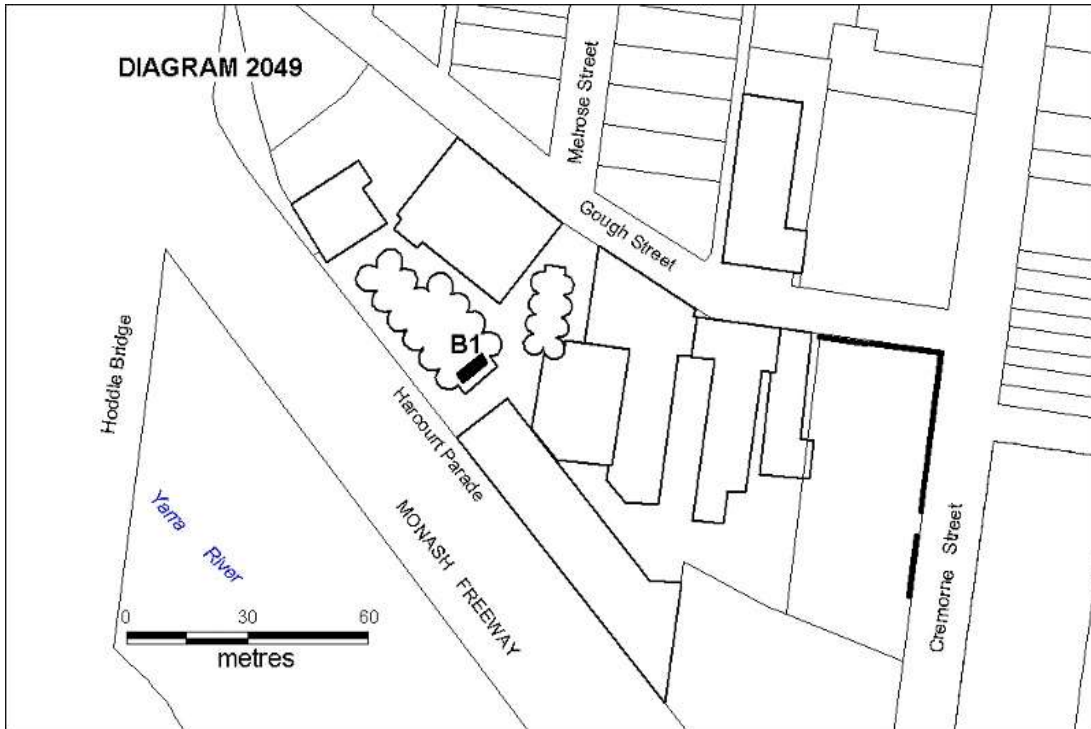 DIAGRAM 2049
Melrose Street
Gough Street
Hoddle Bridge
B1
Harcourt Parade
MONASH FREEWAY
Yarra River
Cremorne Street
0 30 60
metres